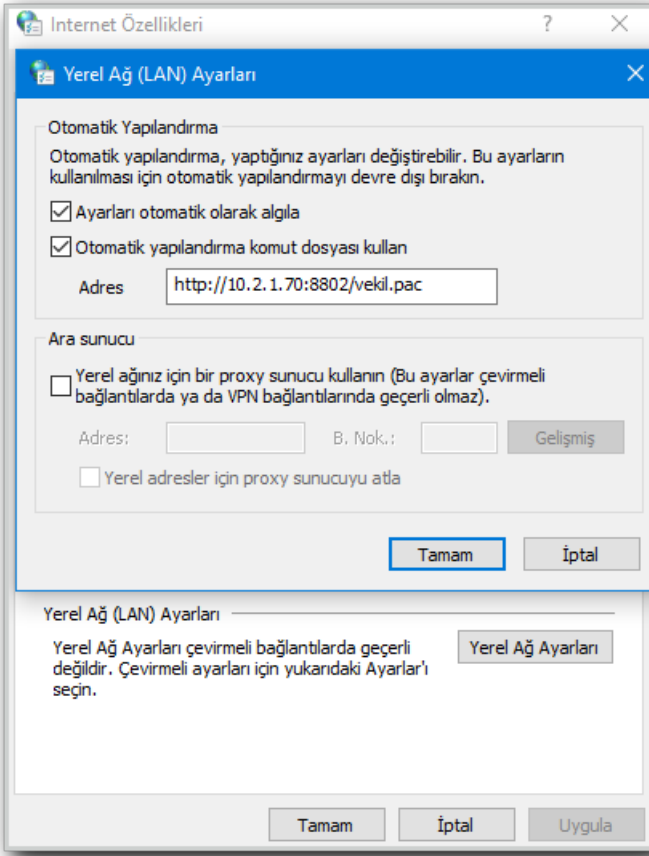 Internet Özellikleri
Yerel Ağ (LAN) Ayarları
Otomatik Yapılandırma
Otomatik yapılandırma, yaptığınız ayarları değiştirebilir. Bu ayarların
kullanılması için otomatik yapılandırmayı devre dışı bırakın.
Ayarları otomatik olarak algıla
Otomatik yapılandırma komut dosyası kullan
Adres http://10.2.1.70:8802/vekil.pac
Ara sunucu
Yerel ağınız için bir proxy sunucu kullanın (Bu ayarlar çevirmeli
bağlantılarda ya da VPN bağlantılarında geçerli olmaz).
Adres: B. Nok.: Gelişmiş
Yerel adresler için proxy sunucuyu atla
Tamam İptal
Yerel Ağ (LAN) Ayarları
Yerel Ağ Ayarları çevirmeli bağlantılarda geçerli
değildir. Çevirmeli ayarları için yukarıdaki Ayarlar'ı
seçin.
Yerel Ağ Ayarları
Tamam İptal Uygula